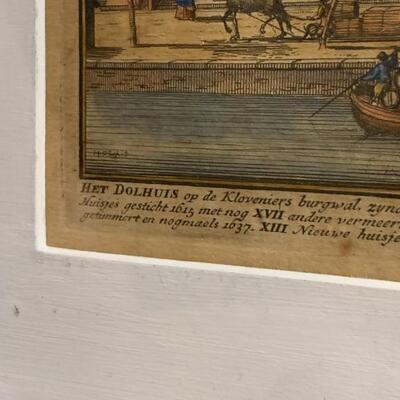 HET DOLHUIS op de Kloveniers burgwal, zynde
Huisjes gesticht 1615 met nog XVII andere vermeer
getimmert en nogmaels 1637. XIII Nieuwe huisje